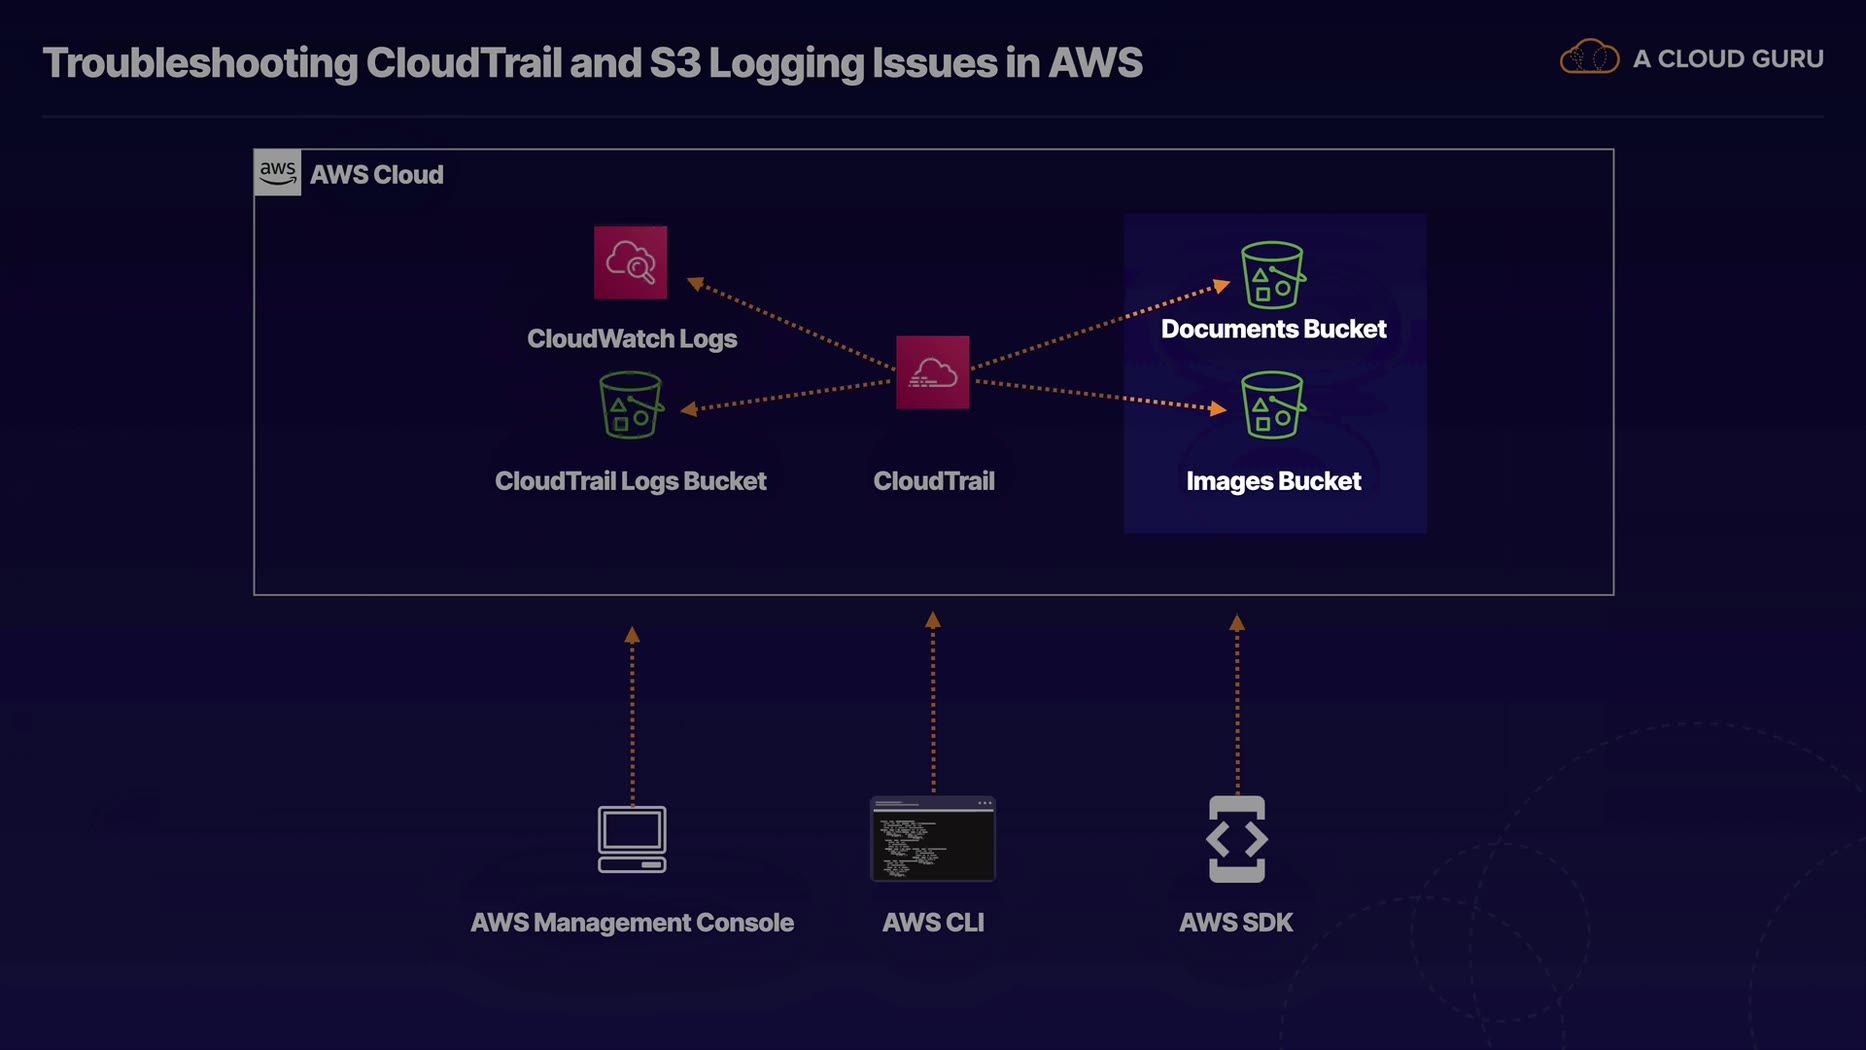 Troubleshooting CloudTrail and S3 Logging Issues in AWS
A CLOUD GURU
aws
AWS Cloud
CloudWatch Logs
Documents Bucket
CloudTrail Logs Bucket
CloudTrail
Images Bucket
AWS Management Console
AWS CLI
AWS SDK